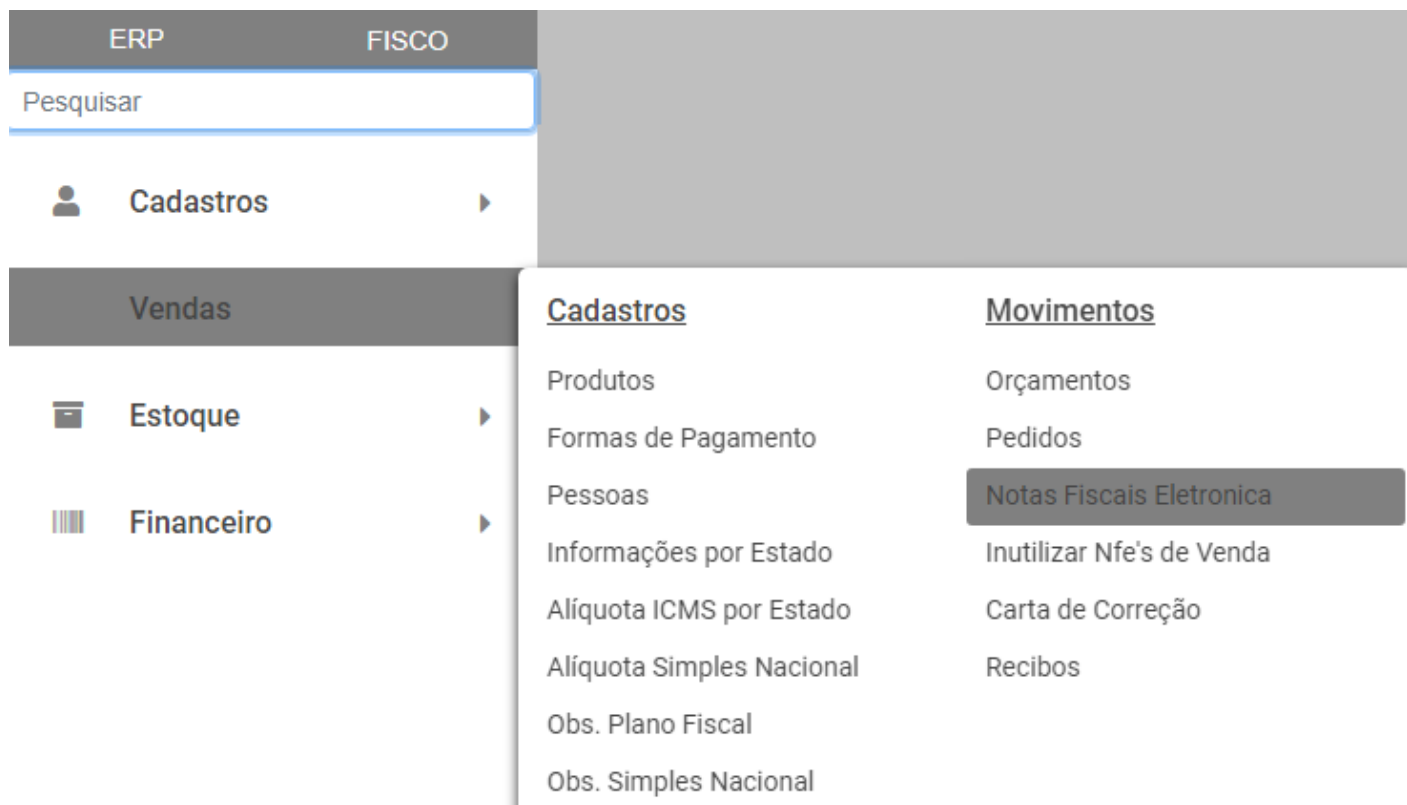 ERP FISCO
Pesquisar
Cadastros
Vendas
Estoque
Financeiro
Cadastros
Produtos
Formas de Pagamento
Pessoas
Informações por Estado
Alíquota ICMS por Estado
Alíquota Simples Nacional
Obs. Plano Fiscal
Obs. Simples Nacional
Movimentos
Orçamentos
Pedidos
Notas Fiscais Eletronica
Inutilizar Nfe's de Venda
Carta de Correção
Recibos